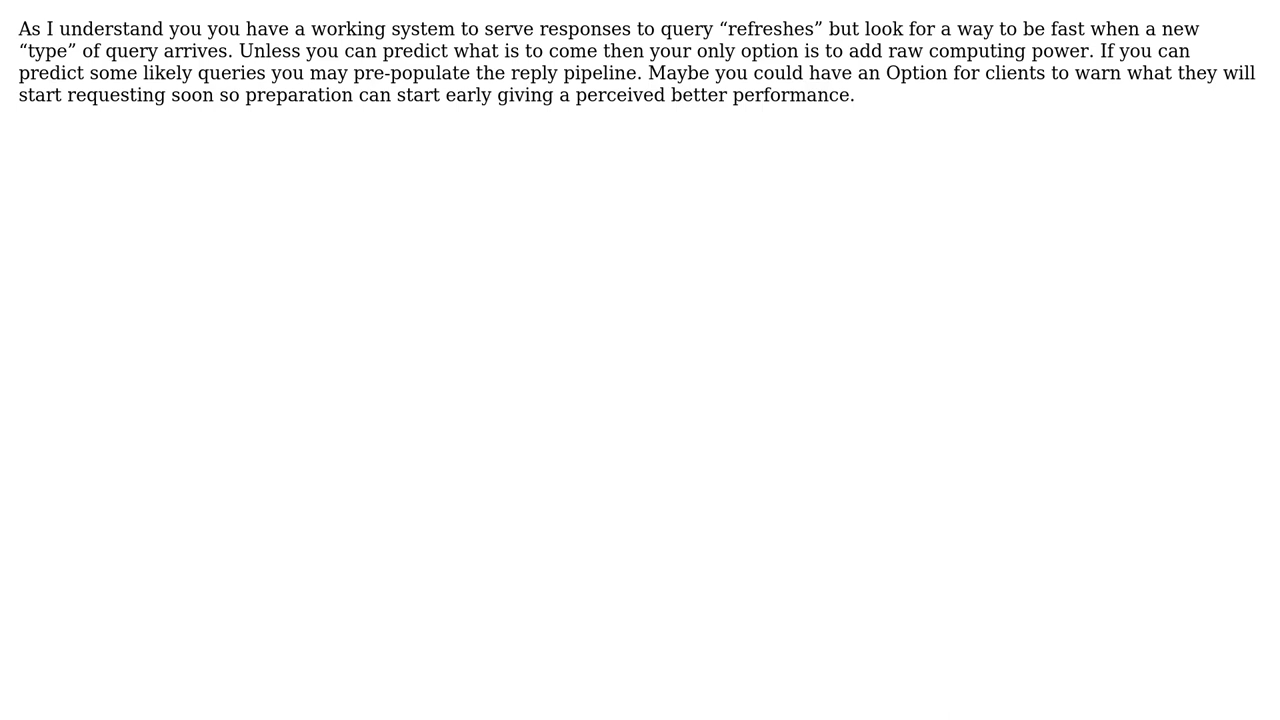 As I understand you you have a working system to serve responses to query “refreshes” but look for a way to be fast when a new
“type” of query arrives. Unless you can predict what is to come then your only option is to add raw computing power. If you can
predict some likely queries you may pre-populate the reply pipeline. Maybe you could have an Option for clients to warn what they will
start requesting soon so preparation can start early giving a perceived better performance.